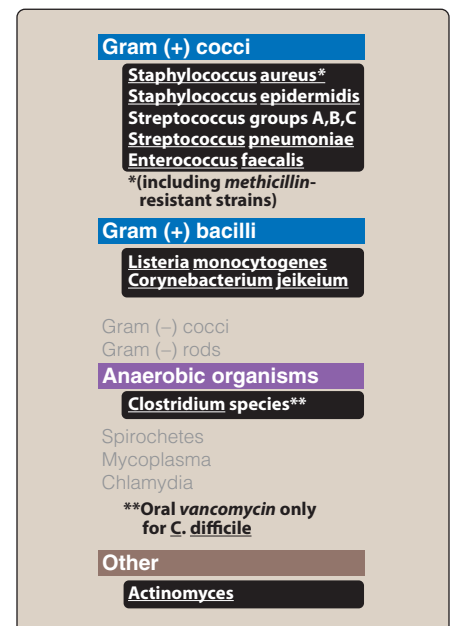 Gram (+) cocci
Staphylococcus aureus*
Staphylococcus epidermidis
Streptococcus groups A,B,C
Streptococcus pneumoniae
Enterococcus faecalis
*(including methicillin-
resistant strains)
Gram (+) bacilli
Listeria monocytogenes
Corynebacterium jeikeium
Gram (–) cocci
Gram (–) rods
Anaerobic organisms
Clostridium species**
Spirochetes
Mycoplasma
Chlamydia
**Oral vancomycin only
for C. difficile
Other
Actinomyces